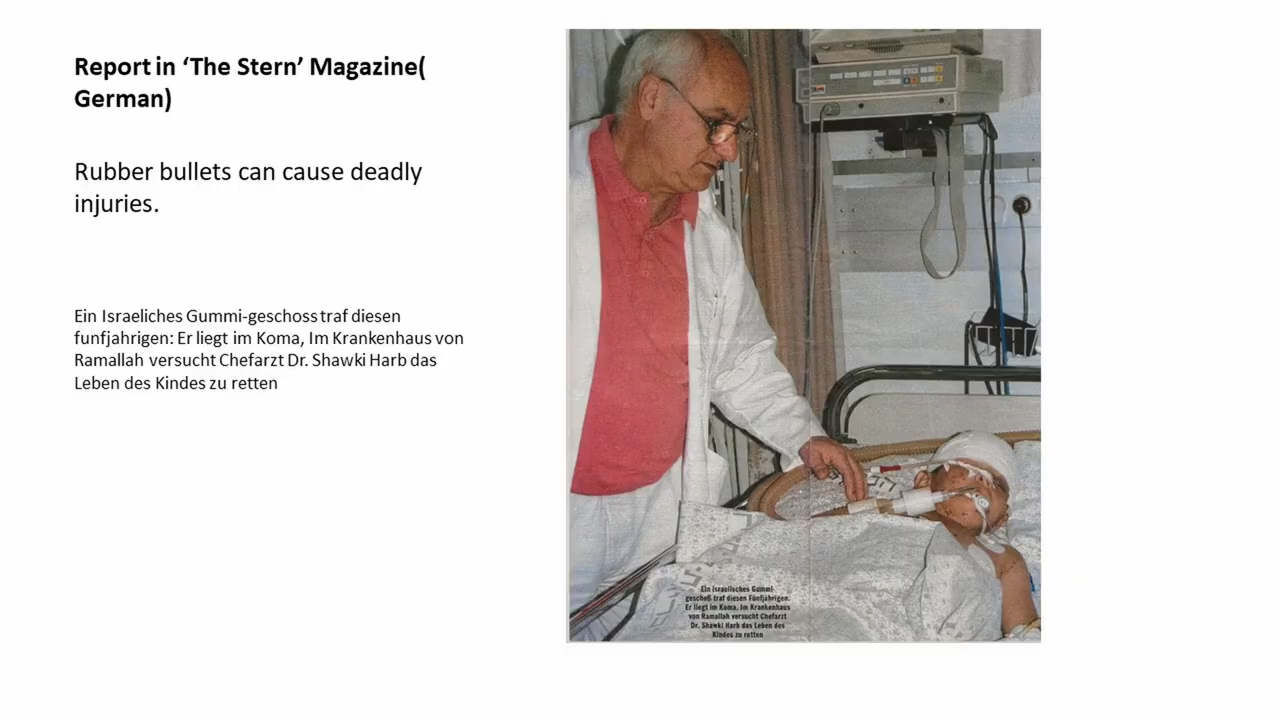 Report in ‘The Stern’ Magazine(
German)
Rubber bullets can cause deadly
injuries.
Ein Israeliches Gummi-geschoss traf diesen
funfjahrigen: Er liegt im Koma, Im Krankenhaus von
Ramallah versucht Chefarzt Dr. Shawki Harb das
Leben des Kindes zu retten
Ein israelisches Gummi-
geschoß traf diesen Fünfjährigen.
Er liegt im Koma. Im Krankenhaus
von Ramallah versucht Chefarzt
Dr. Shawki Harb das Leben des
Kindes zu retten